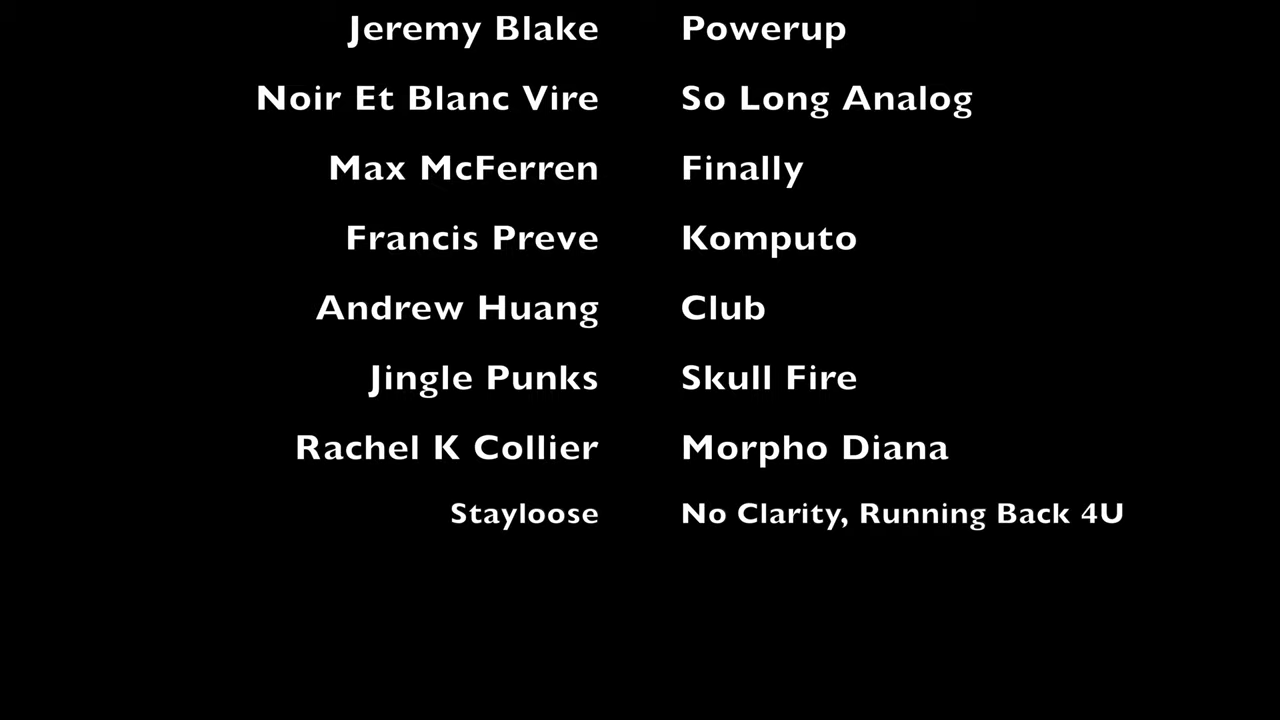 Jeremy Blake Powerup
Noir Et Blanc Vire So Long Analog
Max McFerren Finally
Francis Preve Komputo
Andrew Huang Club
Jingle Punks Skull Fire
Rachel K Collier Morpho Diana
Stayloose No Clarity, Running Back 4U